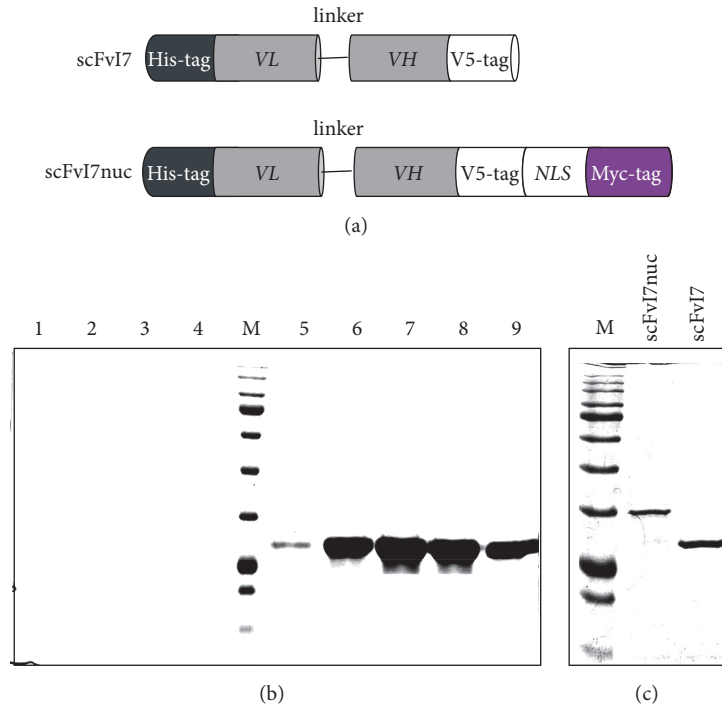 linker
scFvI7 His-tag VL VH V5-tag
linker
scFvI7nuc His-tag VL VH V5-tag NLS Myc-tag
(a)
1 2 3 4 M 5 6 7 8 9
M scFvI7nuc scFvI7
(b)
(c)